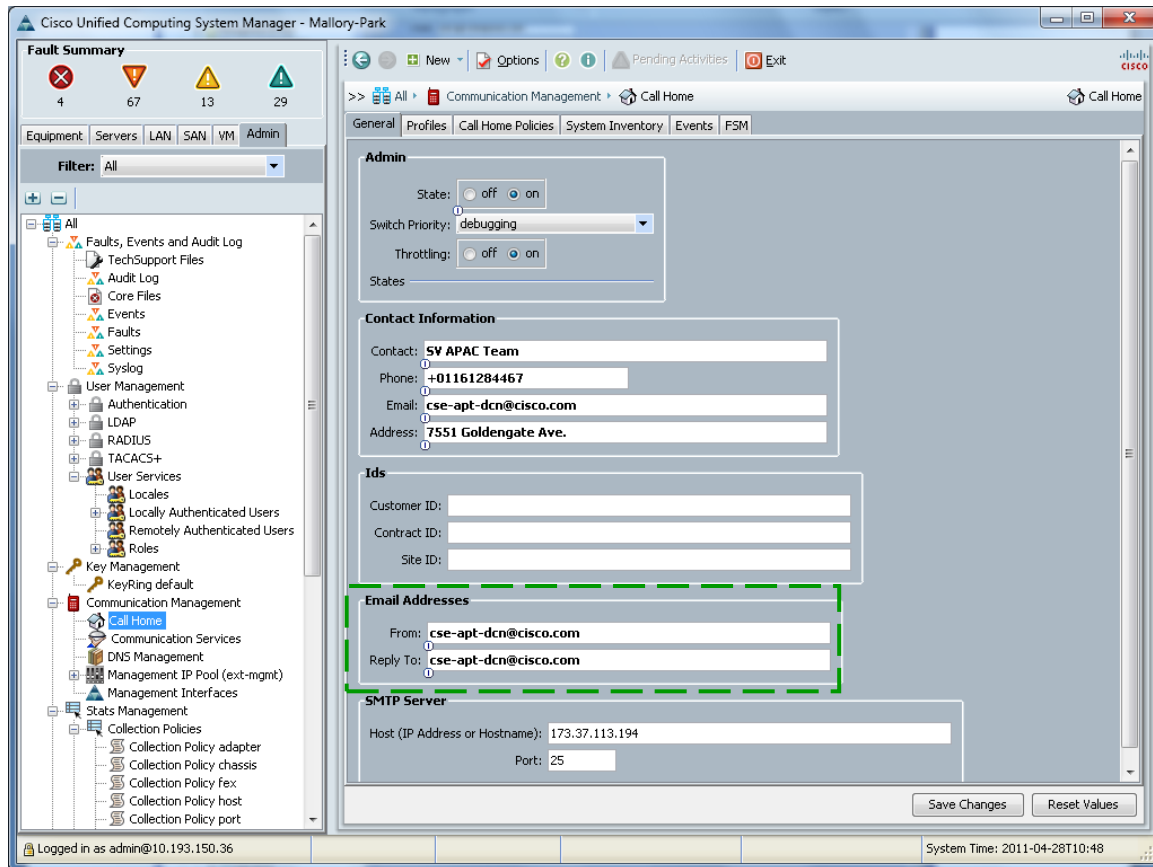 Cisco Unified Computing System Manager - Mallory-Park
Fault Summary
4 67 13 29
Equipment Servers LAN SAN VM Admin
Filter: All
All
Faults, Events and Audit Log
TechSupport Files
Audit Log
Core Files
Events
Faults
Settings
Syslog
User Management
Authentication
LDAP
RADIUS
TACACS+
User Services
Locales
Locally Authenticated Users
Remotely Authenticated Users
Roles
Key Management
KeyRing default
Communication Management
Call Home
Communication Services
DNS Management
Management IP Pool (ext-mgmt)
Management Interfaces
Stats Management
Collection Policies
Collection Policy adapter
Collection Policy chassis
Collection Policy fex
Collection Policy host
Collection Policy port
New Options Pending Activities Exit
CISCO
>> All Communication Management Call Home Call Home
General Profiles Call Home Policies System Inventory Events FSM
Admin
State: off on
Switch Priority: debugging
Throttling: off on
States
Contact Information
Contact: SV APAC Team
Phone: +01161284467
Email: cse-apt-dcn@cisco.com
Address: 7551 Goldengate Ave.
Ids
Customer ID:
Contract ID:
Site ID:
Email Addresses
From: cse-apt-dcn@cisco.com
Reply To: cse-apt-dcn@cisco.com
SMTP Server
Host (IP Address or Hostname): 173.37.113.194
Port: 25
Save Changes Reset Values
Logged in as admin@10.193.150.36 System Time: 2011-04-28T10:48